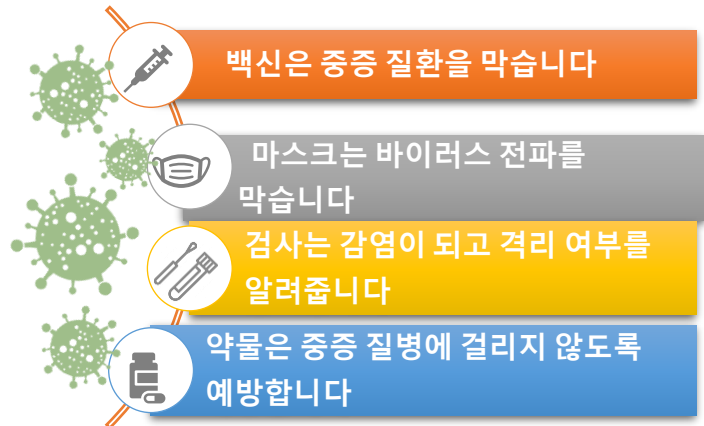 백신은 중증 질환을 막습니다
마스크는 바이러스 전파를
막습니다
검사는 감염이 되고 격리 여부를
알려줍니다
약물은 중증 질병에 걸리지 않도록
예방합니다